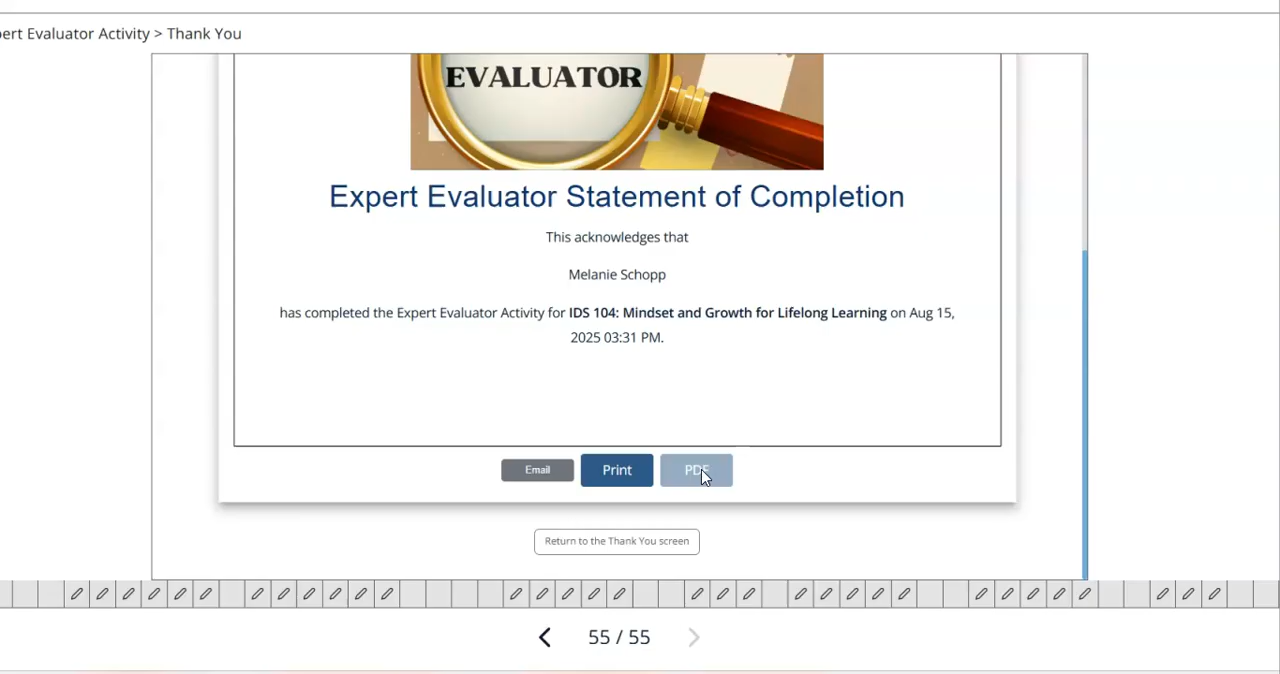 ert Evaluator Activity > Thank You
EVALUATOR
Expert Evaluator Statement of Completion
This acknowledges that
Melanie Schopp
has completed the Expert Evaluator Activity for IDS 104: Mindset and Growth for Lifelong Learning on Aug 15,
2025 03:31 PM.
Email Print PDF
Return to the Thank You screen
55 / 55